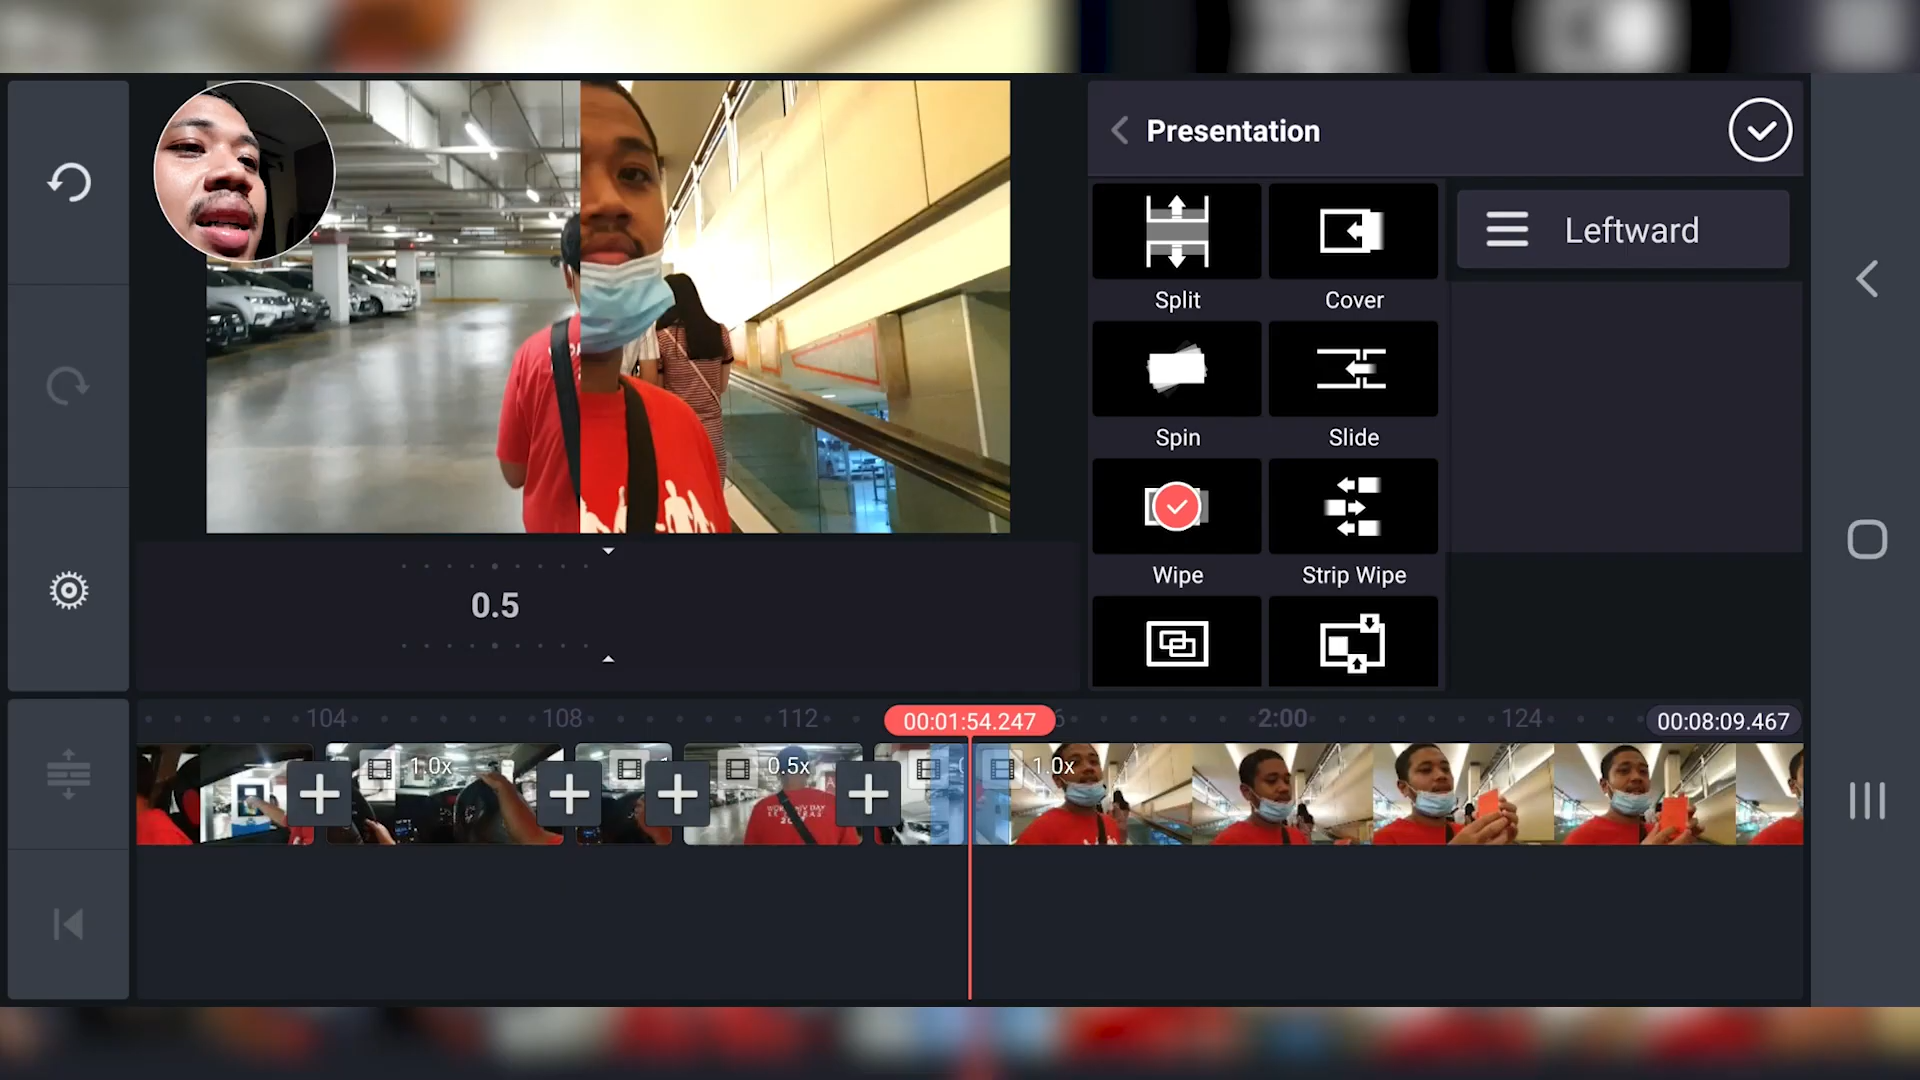 Presentation
Leftward
Split
Cover
Spin
Slide
Wipe
Strip Wipe
0.5
104
108
112
00:01:54.247
6
2:00
124
00:08:09.467
1.0x
0.5x
1.0x